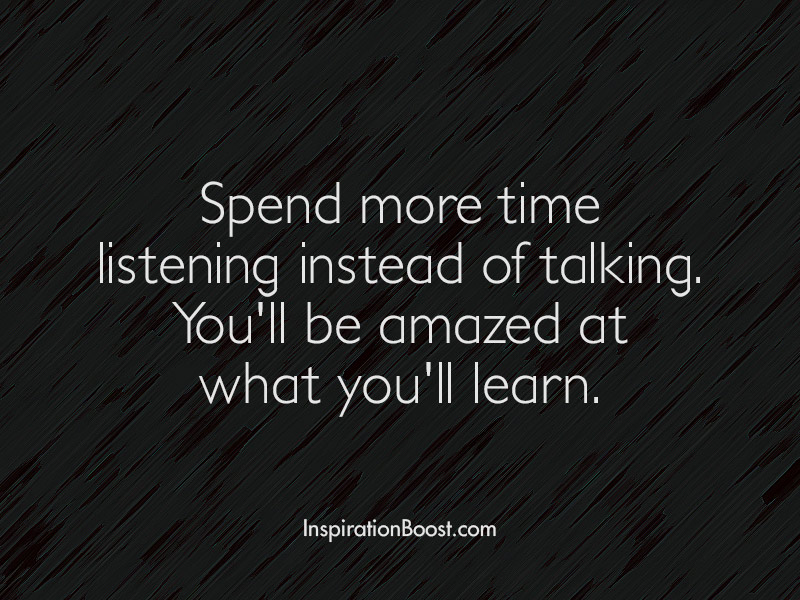 Spend more time
listening instead of talking.
You'll be amazed at
what you'll learn.
InspirationBoost.com